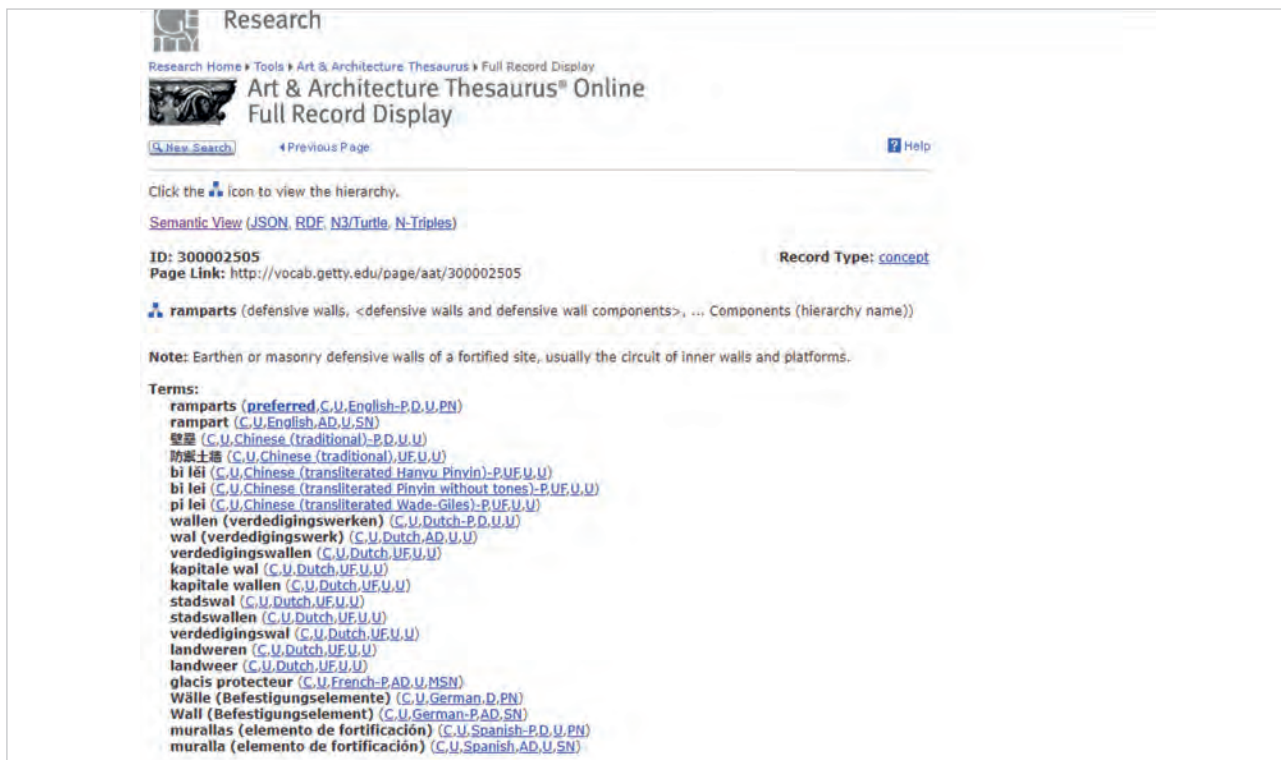 GETTY
Research
Research Home Tools Art & Architecture Thesaurus Full Record Display
Art & Architecture Thesaurus® Online
Full Record Display
New Search Previous Page Help
Click the icon to view the hierarchy.
Semantic View (JSON, RDF, N3/Turtle, N-Triples)
ID: 300002505 Record Type: concept
Page Link: http://vocab.getty.edu/page/aat/300002505
ramparts (defensive walls, <defensive walls and defensive wall components>, ... Components (hierarchy name))
Note: Earthen or masonry defensive walls of a fortified site, usually the circuit of inner walls and platforms.
Terms:
ramparts (preferred,C,U,English-P,D,U,PN)
rampart (C,U,English,AD,U,SN)
壁壘 (C,U,Chinese (traditional)-P,D,U,U)
防禦土牆 (C,U,Chinese (traditional),UF,U,U)
bì lěi (C,U,Chinese (transliterated Hanyu Pinyin)-P,UF,U,U)
bi lei (C,U,Chinese (transliterated Pinyin without tones)-P,UF,U,U)
pi lei (C,U,Chinese (transliterated Wade-Giles)-P,UF,U,U)
wallen (verdedigingswerken) (C,U,Dutch-P,D,U,U)
wal (verdedigingswerk) (C,U,Dutch,AD,U,U)
verdedigingswallen (C,U,Dutch,UF,U,U)
kapitale wal (C,U,Dutch,UF,U,U)
kapitale wallen (C,U,Dutch,UF,U,U)
stadswal (C,U,Dutch,UF,U,U)
stadswallen (C,U,Dutch,UF,U,U)
verdedigingswal (C,U,Dutch,UF,U,U)
landweren (C,U,Dutch,UF,U,U)
landweer (C,U,Dutch,UF,U,U)
glacis protecteur (C,U,French-P,AD,U,MSN)
Wälle (Befestigungselemente) (C,U,German,D,PN)
Wall (Befestigungselement) (C,U,German-P,AD,SN)
murallas (elemento de fortificación) (C,U,Spanish-P,D,U,PN)
muralla (elemento de fortificación) (C,U,Spanish,AD,U,SN)